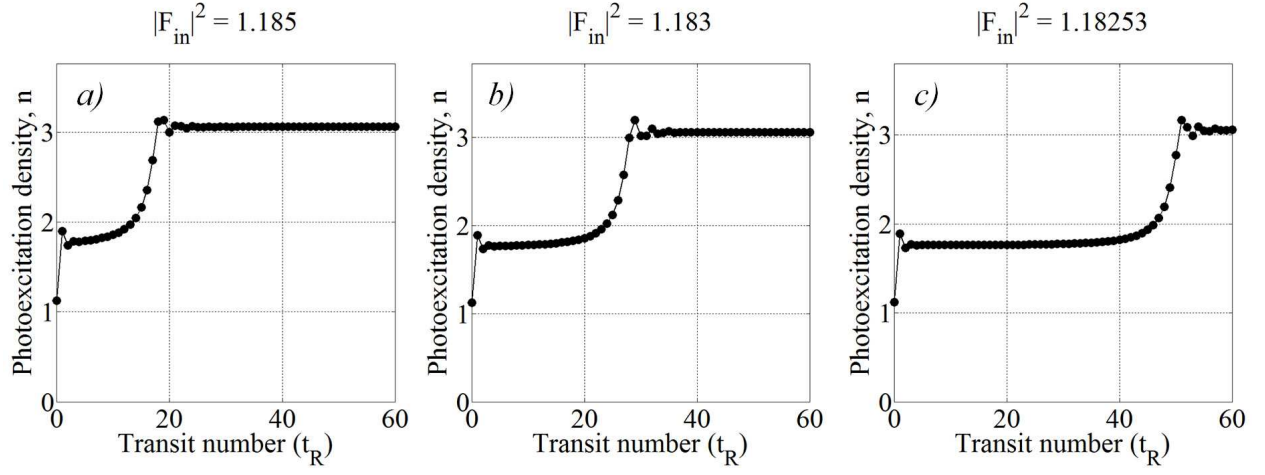 |F_in|^2 = 1.185
a)
Photoexcitation density, n
3
2
1
0
0 20 40 60
Transit number (t_R)
|F_in|^2 = 1.183
b)
Photoexcitation density, n
3
2
1
0
0 20 40 60
Transit number (t_R)
|F_in|^2 = 1.18253
c)
Photoexcitation density, n
3
2
1
0
0 20 40 60
Transit number (t_R)